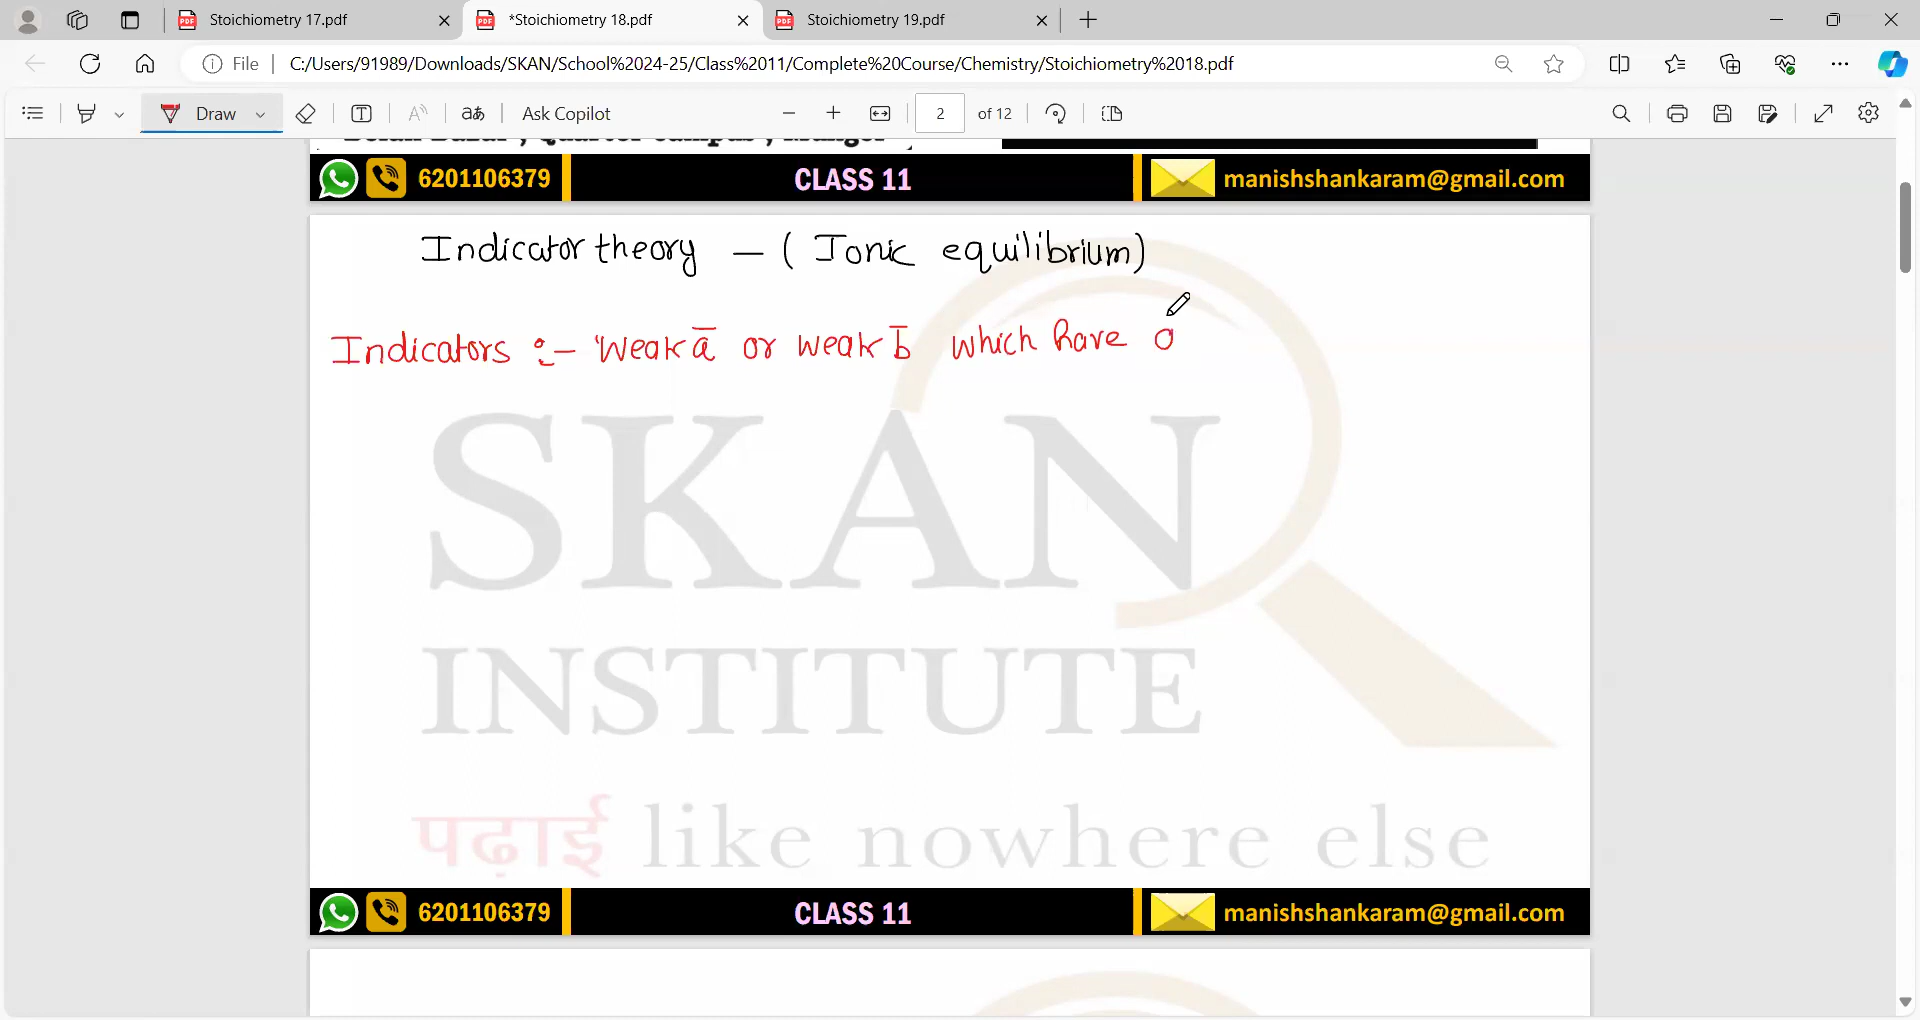 Stoichiometry 17.pdf
*Stoichiometry 18.pdf
Stoichiometry 19.pdf
File
C:/Users/91989/Downloads/SKAN/School%2024-25/Class%2011/Complete%20Course/Chemistry/Stoichiometry%2018.pdf
Draw
Ask Copilot
2 of 12
6201106379 CLASS 11 manishshankaram@gmail.com
Indicator theory – ( Ionic equilibrium)
Indicators :– Weak a̅ or weak b̅ which have a
SKAN
INSTITUTE
पढ़ाई like nowhere else
6201106379 CLASS 11 manishshankaram@gmail.com